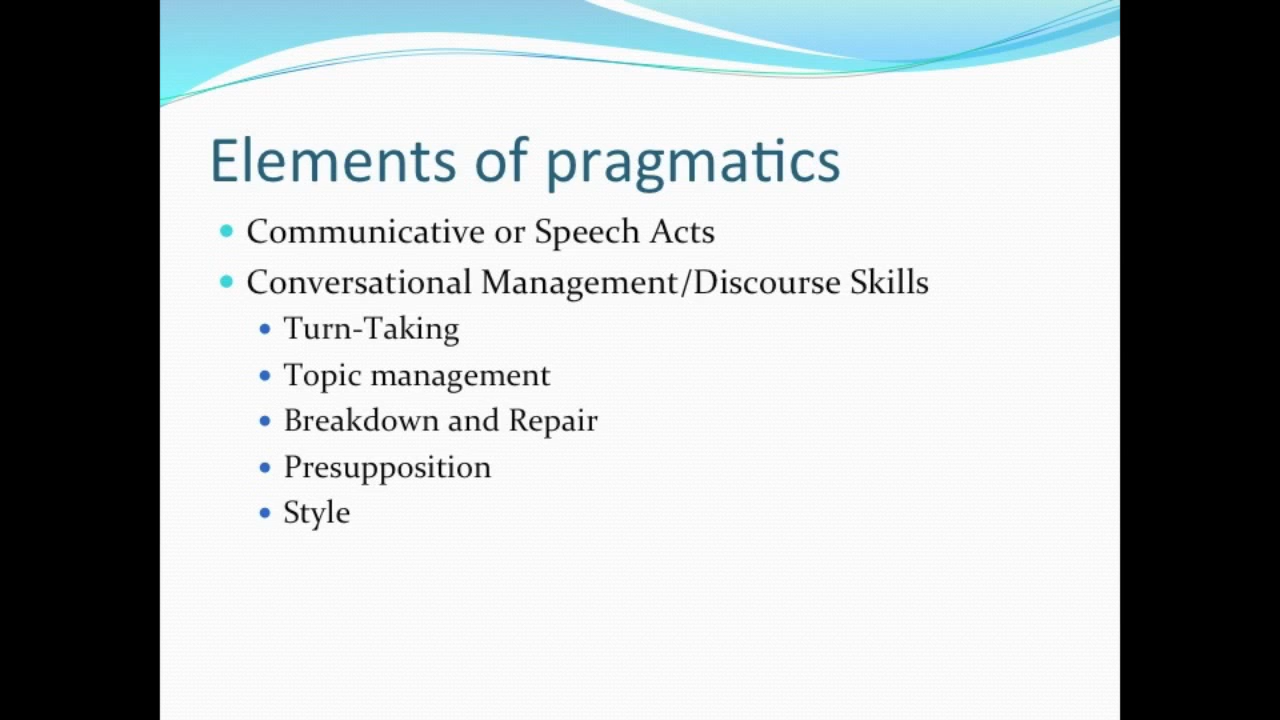 Elements of pragmatics
Communicative or Speech Acts
Conversational Management/Discourse Skills
Turn-Taking
Topic management
Breakdown and Repair
Presupposition
Style